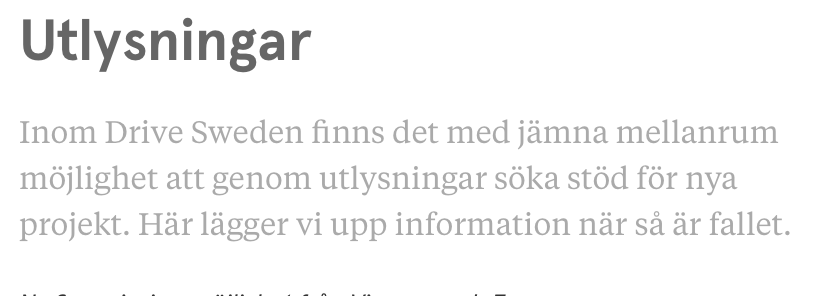 Utlysningar
Inom Drive Sweden finns det med jämna mellanrum
möjlighet att genom utlysningar söka stöd för nya
projekt. Här lägger vi upp information när så är fallet.